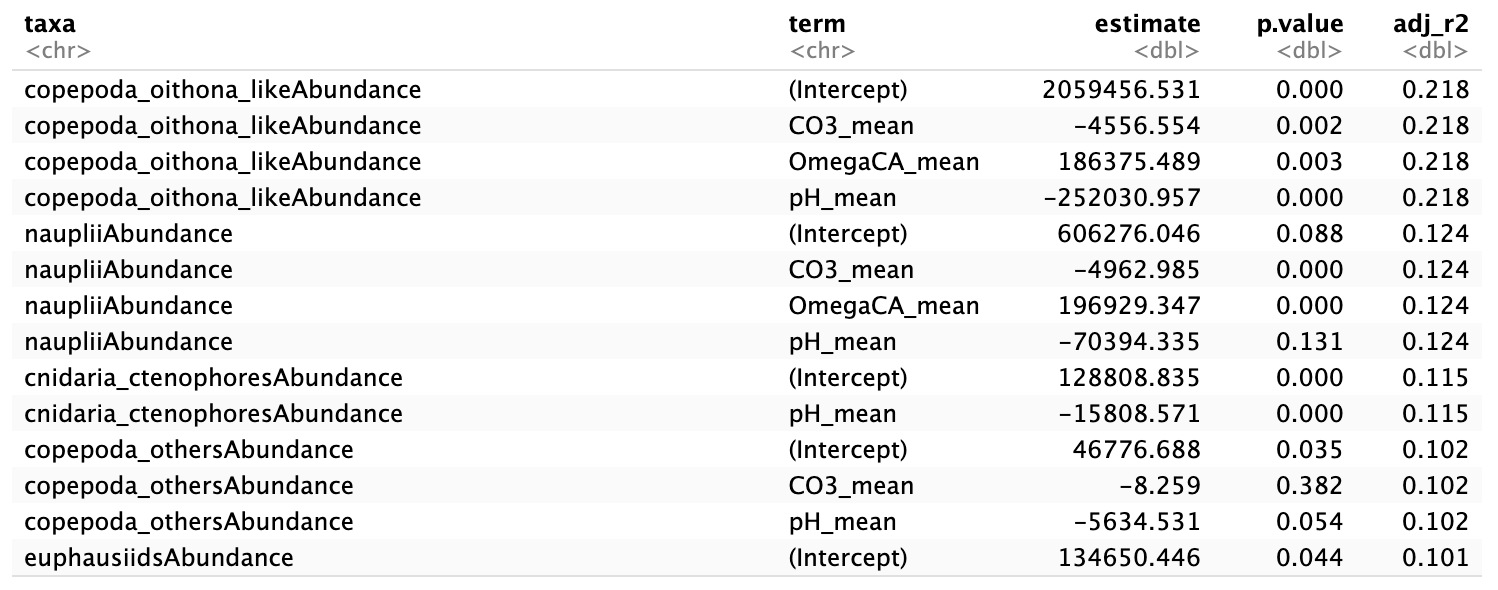 taxa term estimate p.value adj_r2
<chr> <chr> <dbl> <dbl> <dbl>
copepoda_oithona_likeAbundance (Intercept) 2059456.531 0.000 0.218
copepoda_oithona_likeAbundance CO3_mean −4556.554 0.002 0.218
copepoda_oithona_likeAbundance OmegaCA_mean 186375.489 0.003 0.218
copepoda_oithona_likeAbundance pH_mean −252030.957 0.000 0.218
naupliiAbundance (Intercept) 606276.046 0.088 0.124
naupliiAbundance CO3_mean −4962.985 0.000 0.124
naupliiAbundance OmegaCA_mean 196929.347 0.000 0.124
naupliiAbundance pH_mean −70394.335 0.131 0.124
cnidaria_ctenophoresAbundance (Intercept) 128808.835 0.000 0.115
cnidaria_ctenophoresAbundance pH_mean −15808.571 0.000 0.115
copepoda_othersAbundance (Intercept) 46776.688 0.035 0.102
copepoda_othersAbundance CO3_mean −8.259 0.382 0.102
copepoda_othersAbundance pH_mean −5634.531 0.054 0.102
euphausiidsAbundance (Intercept) 134650.446 0.044 0.101